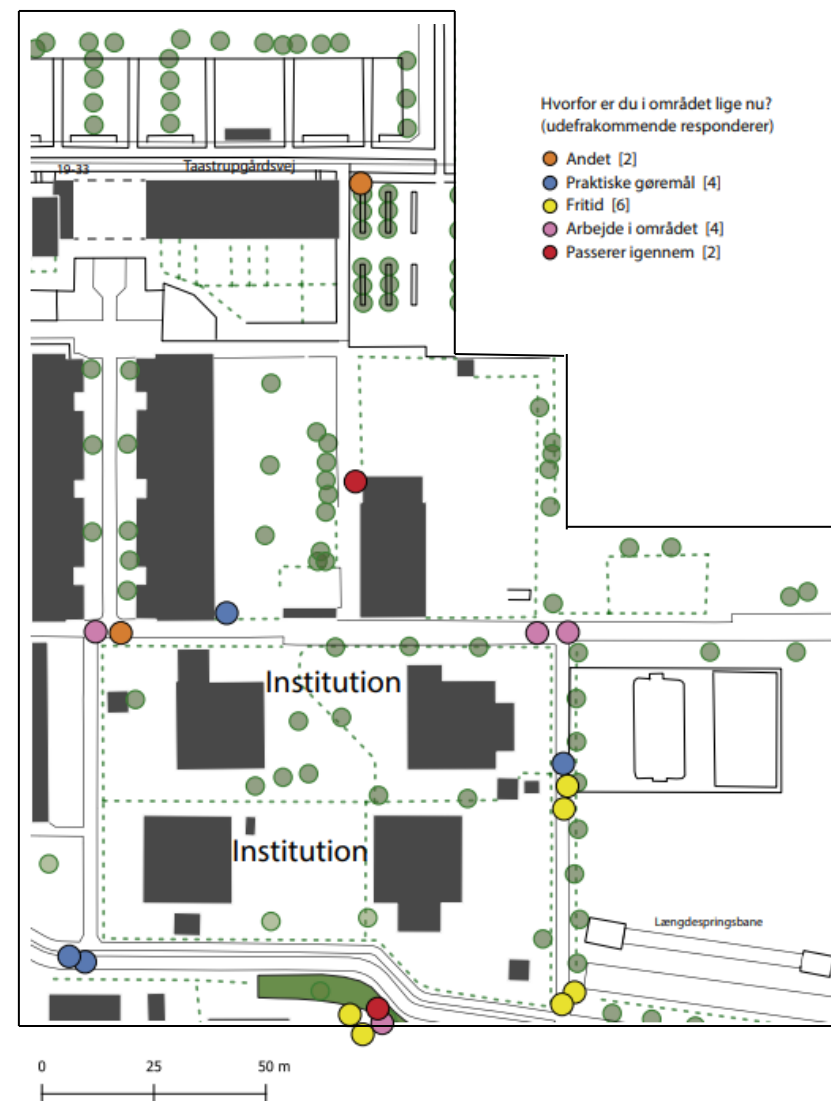 Hvorfor er du i området lige nu?
(udefrakommende responderer)
Andet [2]
Praktiske gøremål [4]
Fritid [6]
Arbejde i området [4]
Passerer igennem [2]
19-33
Taastrupgårdsvej
Institution
Institution
Længdespringsbane
0 25 50 m